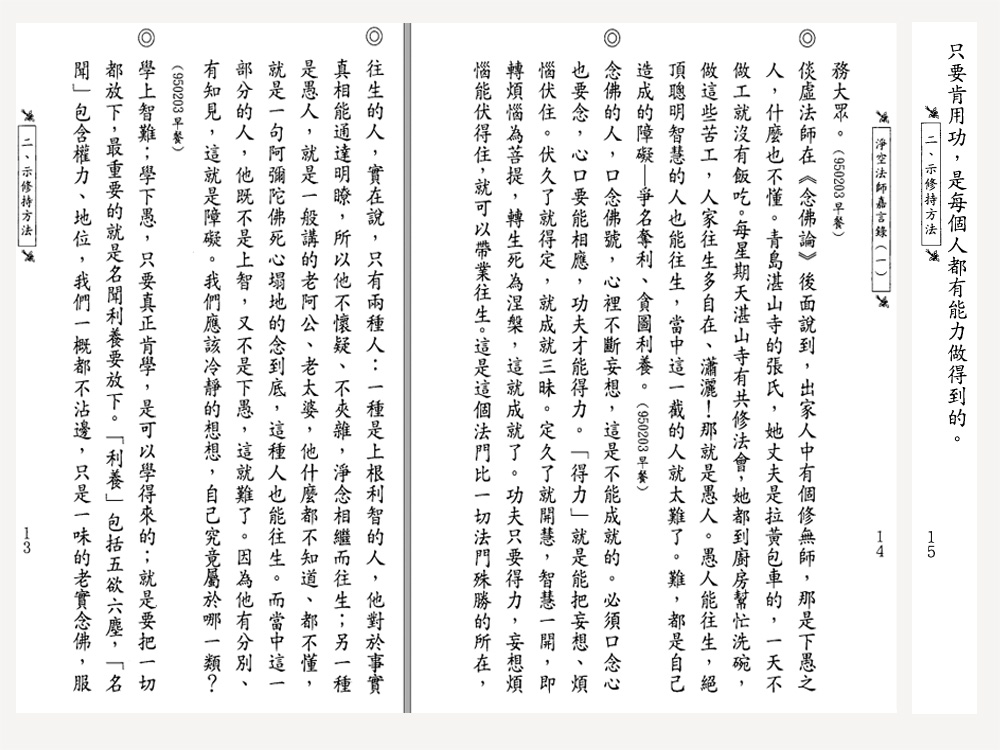 ◎往生的人，實在說，只有兩種人：一種是上根利智的人，他對於事實
真相能通達明瞭，所以他不懷疑、不夾雜，淨念相繼而往生；另一種
是愚人，就是一般講的老阿公、老太婆，他什麼都不知道、都不懂，
就是一句阿彌陀佛死心塌地的念到底，這種人也能往生。而當中這一
部分的人，他既不是上智，又不是下愚，這就難了。因為他有分別、
有知見，這就是障礙。我們應該冷靜的想想，自己究竟屬於哪一類？
（950203 早餐）
◎學上智難；學下愚，只要真正肯學，是可以學得來的；就是要把一切
都放下，最重要的就是名聞利養要放下。「利養」包括五欲六塵，「名
聞」包含權力、地位，我們一概都不沾邊，只是一味的老實念佛，服
二、示修持方法
13
淨空法師嘉言錄（一）
14
務大眾。（950203 早餐）
◎倓虛法師在《念佛論》後面說到，出家人中有個修無師，那是下愚之
人，什麼也不懂。青島湛山寺的張氏，她丈夫是拉黃包車的，一天不
做工就沒有飯吃。每星期天湛山寺有共修法會，她都到廚房幫忙洗碗，
做這些苦工，人家往生多自在、瀟灑！那就是愚人。愚人能往生，絕
頂聰明智慧的人也能往生，當中這一截的人就太難了。難，都是自己
造成的障礙─爭名奪利、貪圖利養。（950203 早餐）
◎念佛的人，口念佛號，心裡不斷妄想，這是不能成就的。必須口念心
也要念，心口要能相應，功夫才能得力。「得力」就是能把妄想、煩
惱伏住。伏久了就得定，就成就三昧。定久了就開慧，智慧一開，即
轉煩惱為菩提，轉生死為涅槃，這就成就了。功夫只要得力，妄想煩
惱能伏得住，就可以帶業往生。這是這個法門比一切法門殊勝的所在，
只要肯用功，是每個人都有能力做得到的。
二、示修持方法
15